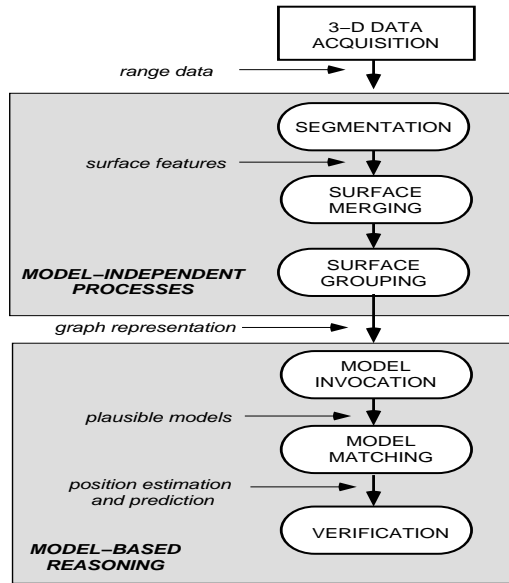 3–D DATA
ACQUISITION
range data
SEGMENTATION
surface features
SURFACE
MERGING
SURFACE
GROUPING
MODEL–INDEPENDENT
PROCESSES
graph representation
MODEL
INVOCATION
plausible models
MODEL
MATCHING
position estimation
and prediction
VERIFICATION
MODEL–BASED
REASONING